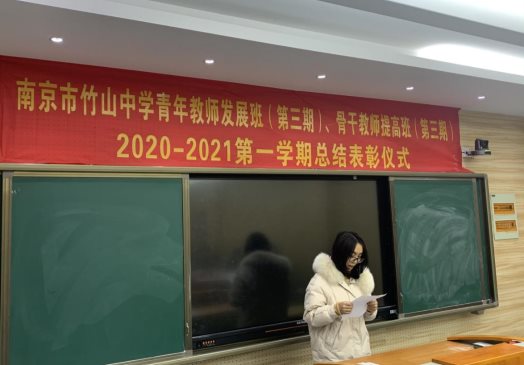 南京市竹山中学青年教师发展班（第三期）、骨干教师提高班（第三期）
2020-2021第一学期总结表彰仪式